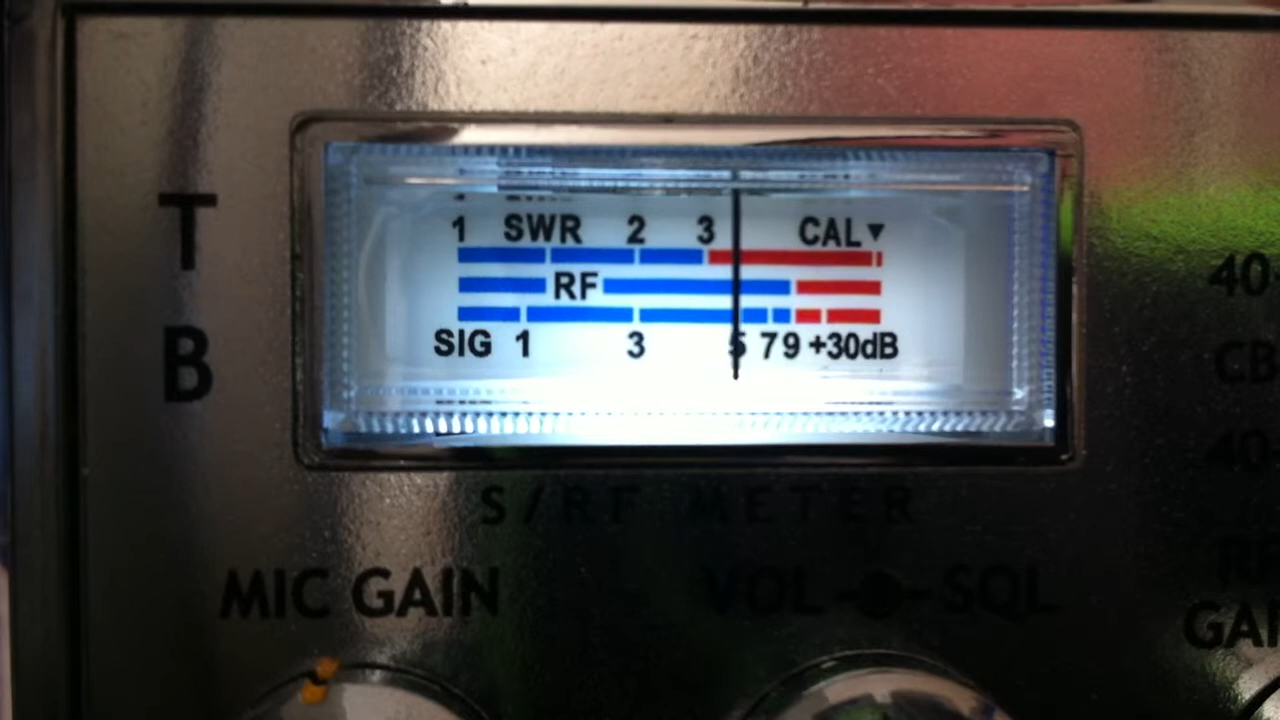 T
B
1 SWR 2 3 CAL▼
RF
SIG 1 3 5 7 9 +30dB
S/RF METER
MIC GAIN
VOL SQL
40
CB
40